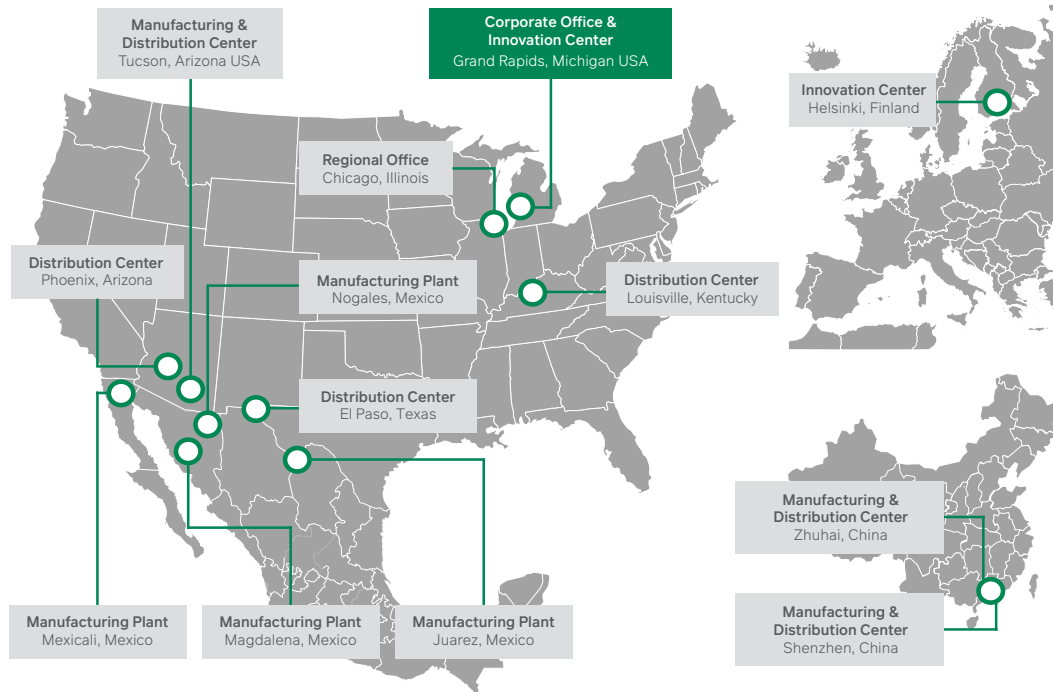 Manufacturing &
Distribution Center
Tucson, Arizona USA
Corporate Office &
Innovation Center
Grand Rapids, Michigan USA
Innovation Center
Helsinki, Finland
Regional Office
Chicago, Illinois
Distribution Center
Phoenix, Arizona
Manufacturing Plant
Nogales, Mexico
Distribution Center
Louisville, Kentucky
Distribution Center
El Paso, Texas
Manufacturing &
Distribution Center
Zhuhai, China
Manufacturing Plant
Mexicali, Mexico
Manufacturing Plant
Magdalena, Mexico
Manufacturing Plant
Juarez, Mexico
Manufacturing &
Distribution Center
Shenzhen, China